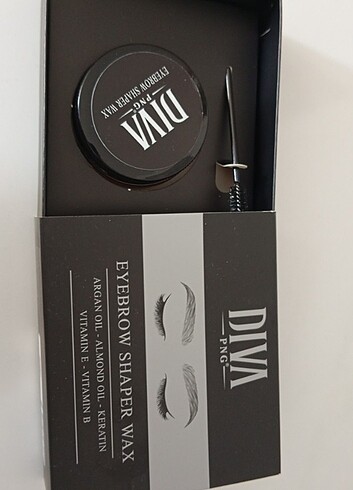 DIVA
PNG®
EYEBROW SHAPER WAX
DIVA
PNG®
EYEBROW SHAPER WAX
ARGAN OIL - ALMOND OIL - KERATIN
VITAMIN E - VITAMIN B